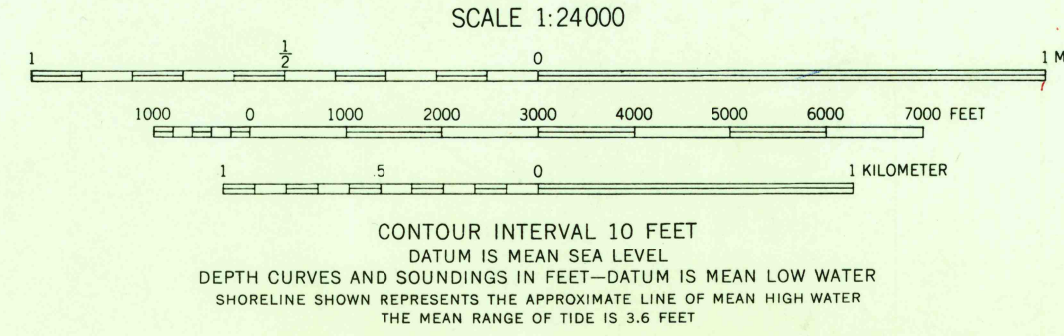 SCALE 1:24000
1 1/2 0 1 M
1000 0 1000 2000 3000 4000 5000 6000 7000 FEET
1 .5 0 1 KILOMETER
CONTOUR INTERVAL 10 FEET
DATUM IS MEAN SEA LEVEL
DEPTH CURVES AND SOUNDINGS IN FEET—DATUM IS MEAN LOW WATER
SHORELINE SHOWN REPRESENTS THE APPROXIMATE LINE OF MEAN HIGH WATER
THE MEAN RANGE OF TIDE IS 3.6 FEET